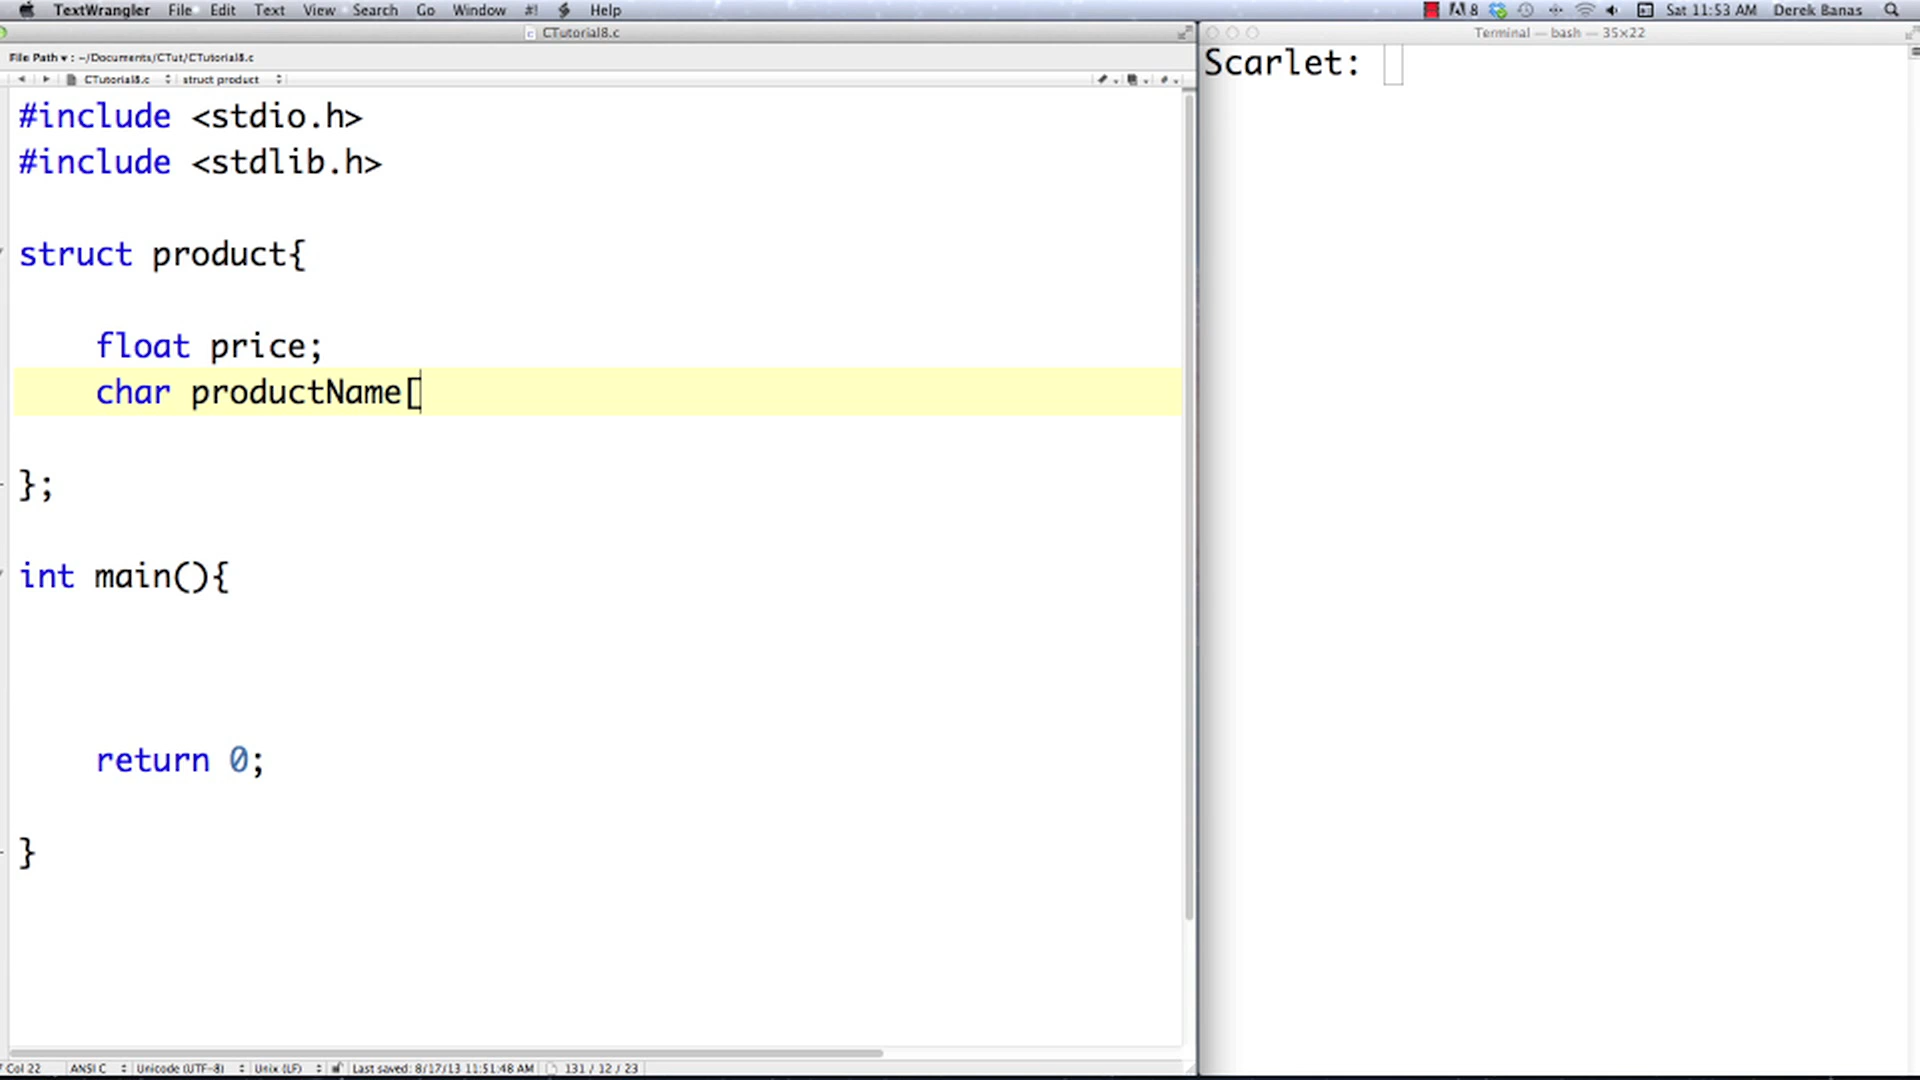 TextWrangler File Edit Text View Search Go Window #! Help 8 Sat 11:53 AM Derek Banas
CTutorial8.c
File Path ▾ : ~/Documents/CTut/CTutorial8.c
CTutorial8.c struct product
#include <stdio.h>
#include <stdlib.h>
struct product{
float price;
char productName[
};
int main(){
return 0;
}
Col 22 ANSI C Unicode (UTF-8) Unix (LF) Last saved: 8/17/13 11:51:48 AM 131 / 12 / 23
Terminal — bash — 35×22
Scarlet: